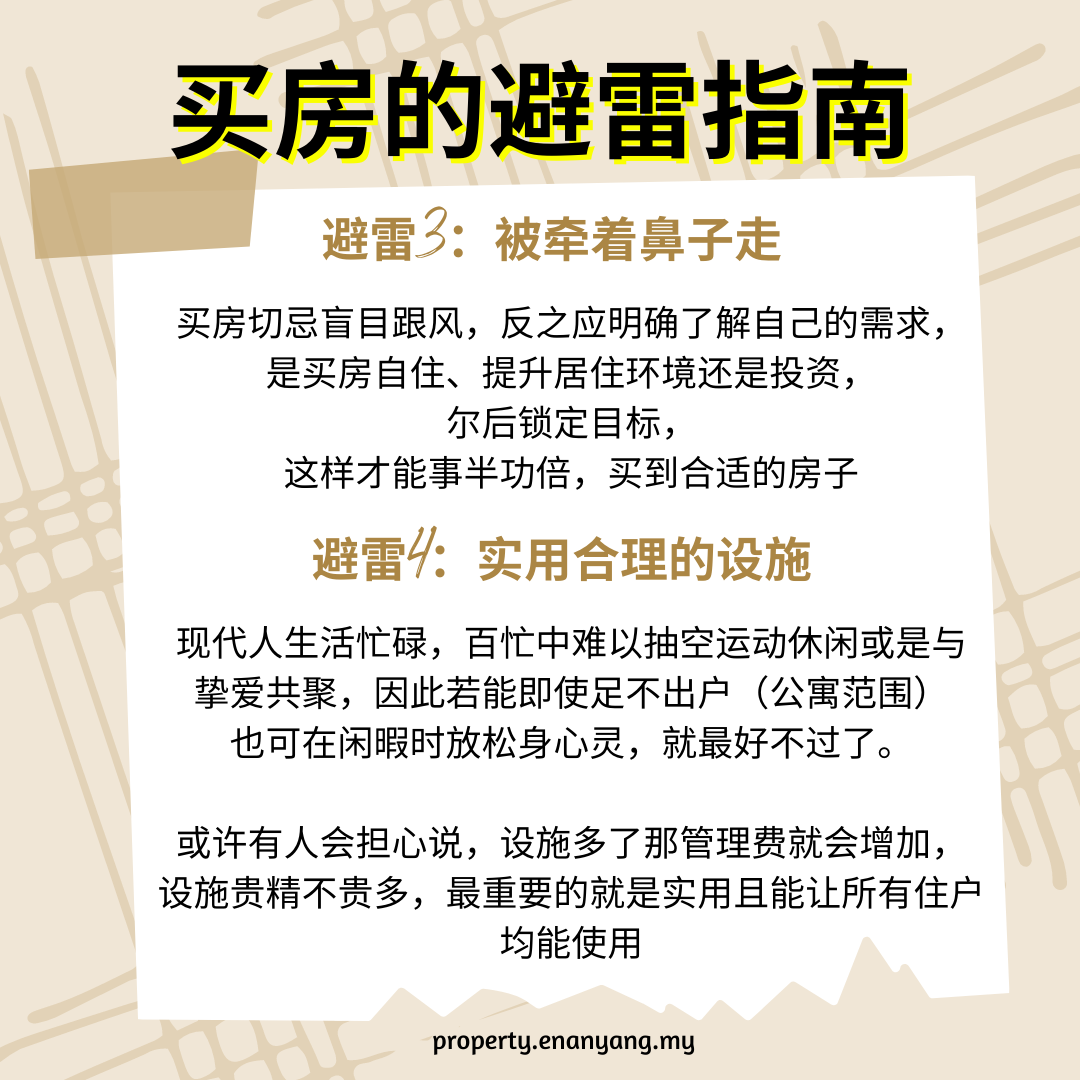 买房的避雷指南
避雷3：被牵着鼻子走
买房切忌盲目跟风，反之应明确了解自己的需求，
是买房自住、提升居住环境还是投资，
尔后锁定目标，
这样才能事半功倍，买到合适的房子
避雷4：实用合理的设施
现代人生活忙碌，百忙中难以抽空运动休闲或是与
挚爱共聚，因此若能即使足不出户（公寓范围）
也可在闲暇时放松身心灵，就最好不过了。
或许有人会担心说，设施多了那管理费就会增加，
设施贵精不贵多，最重要的就是实用且能让所有住户
均能使用
property.enanyang.my